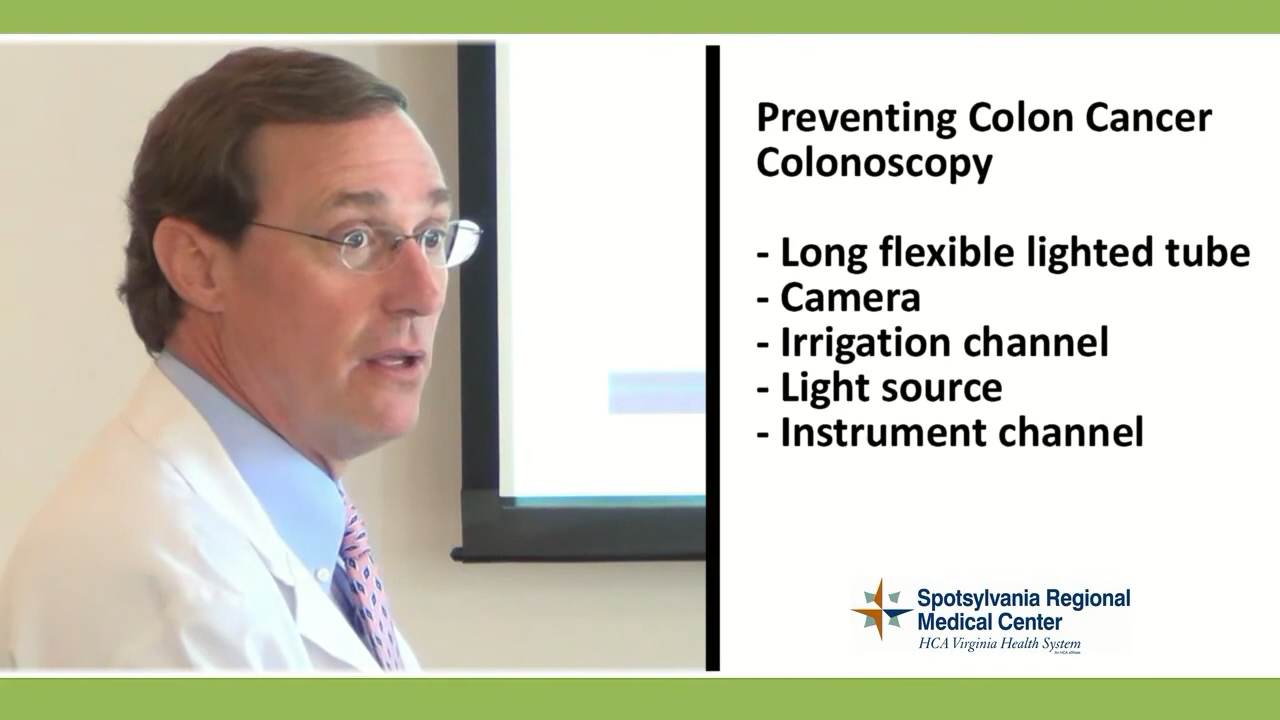 Preventing Colon Cancer
Colonoscopy
- Long flexible lighted tube
- Camera
- Irrigation channel
- Light source
- Instrument channel
Spotsylvania Regional
Medical Center
HCA Virginia Health System